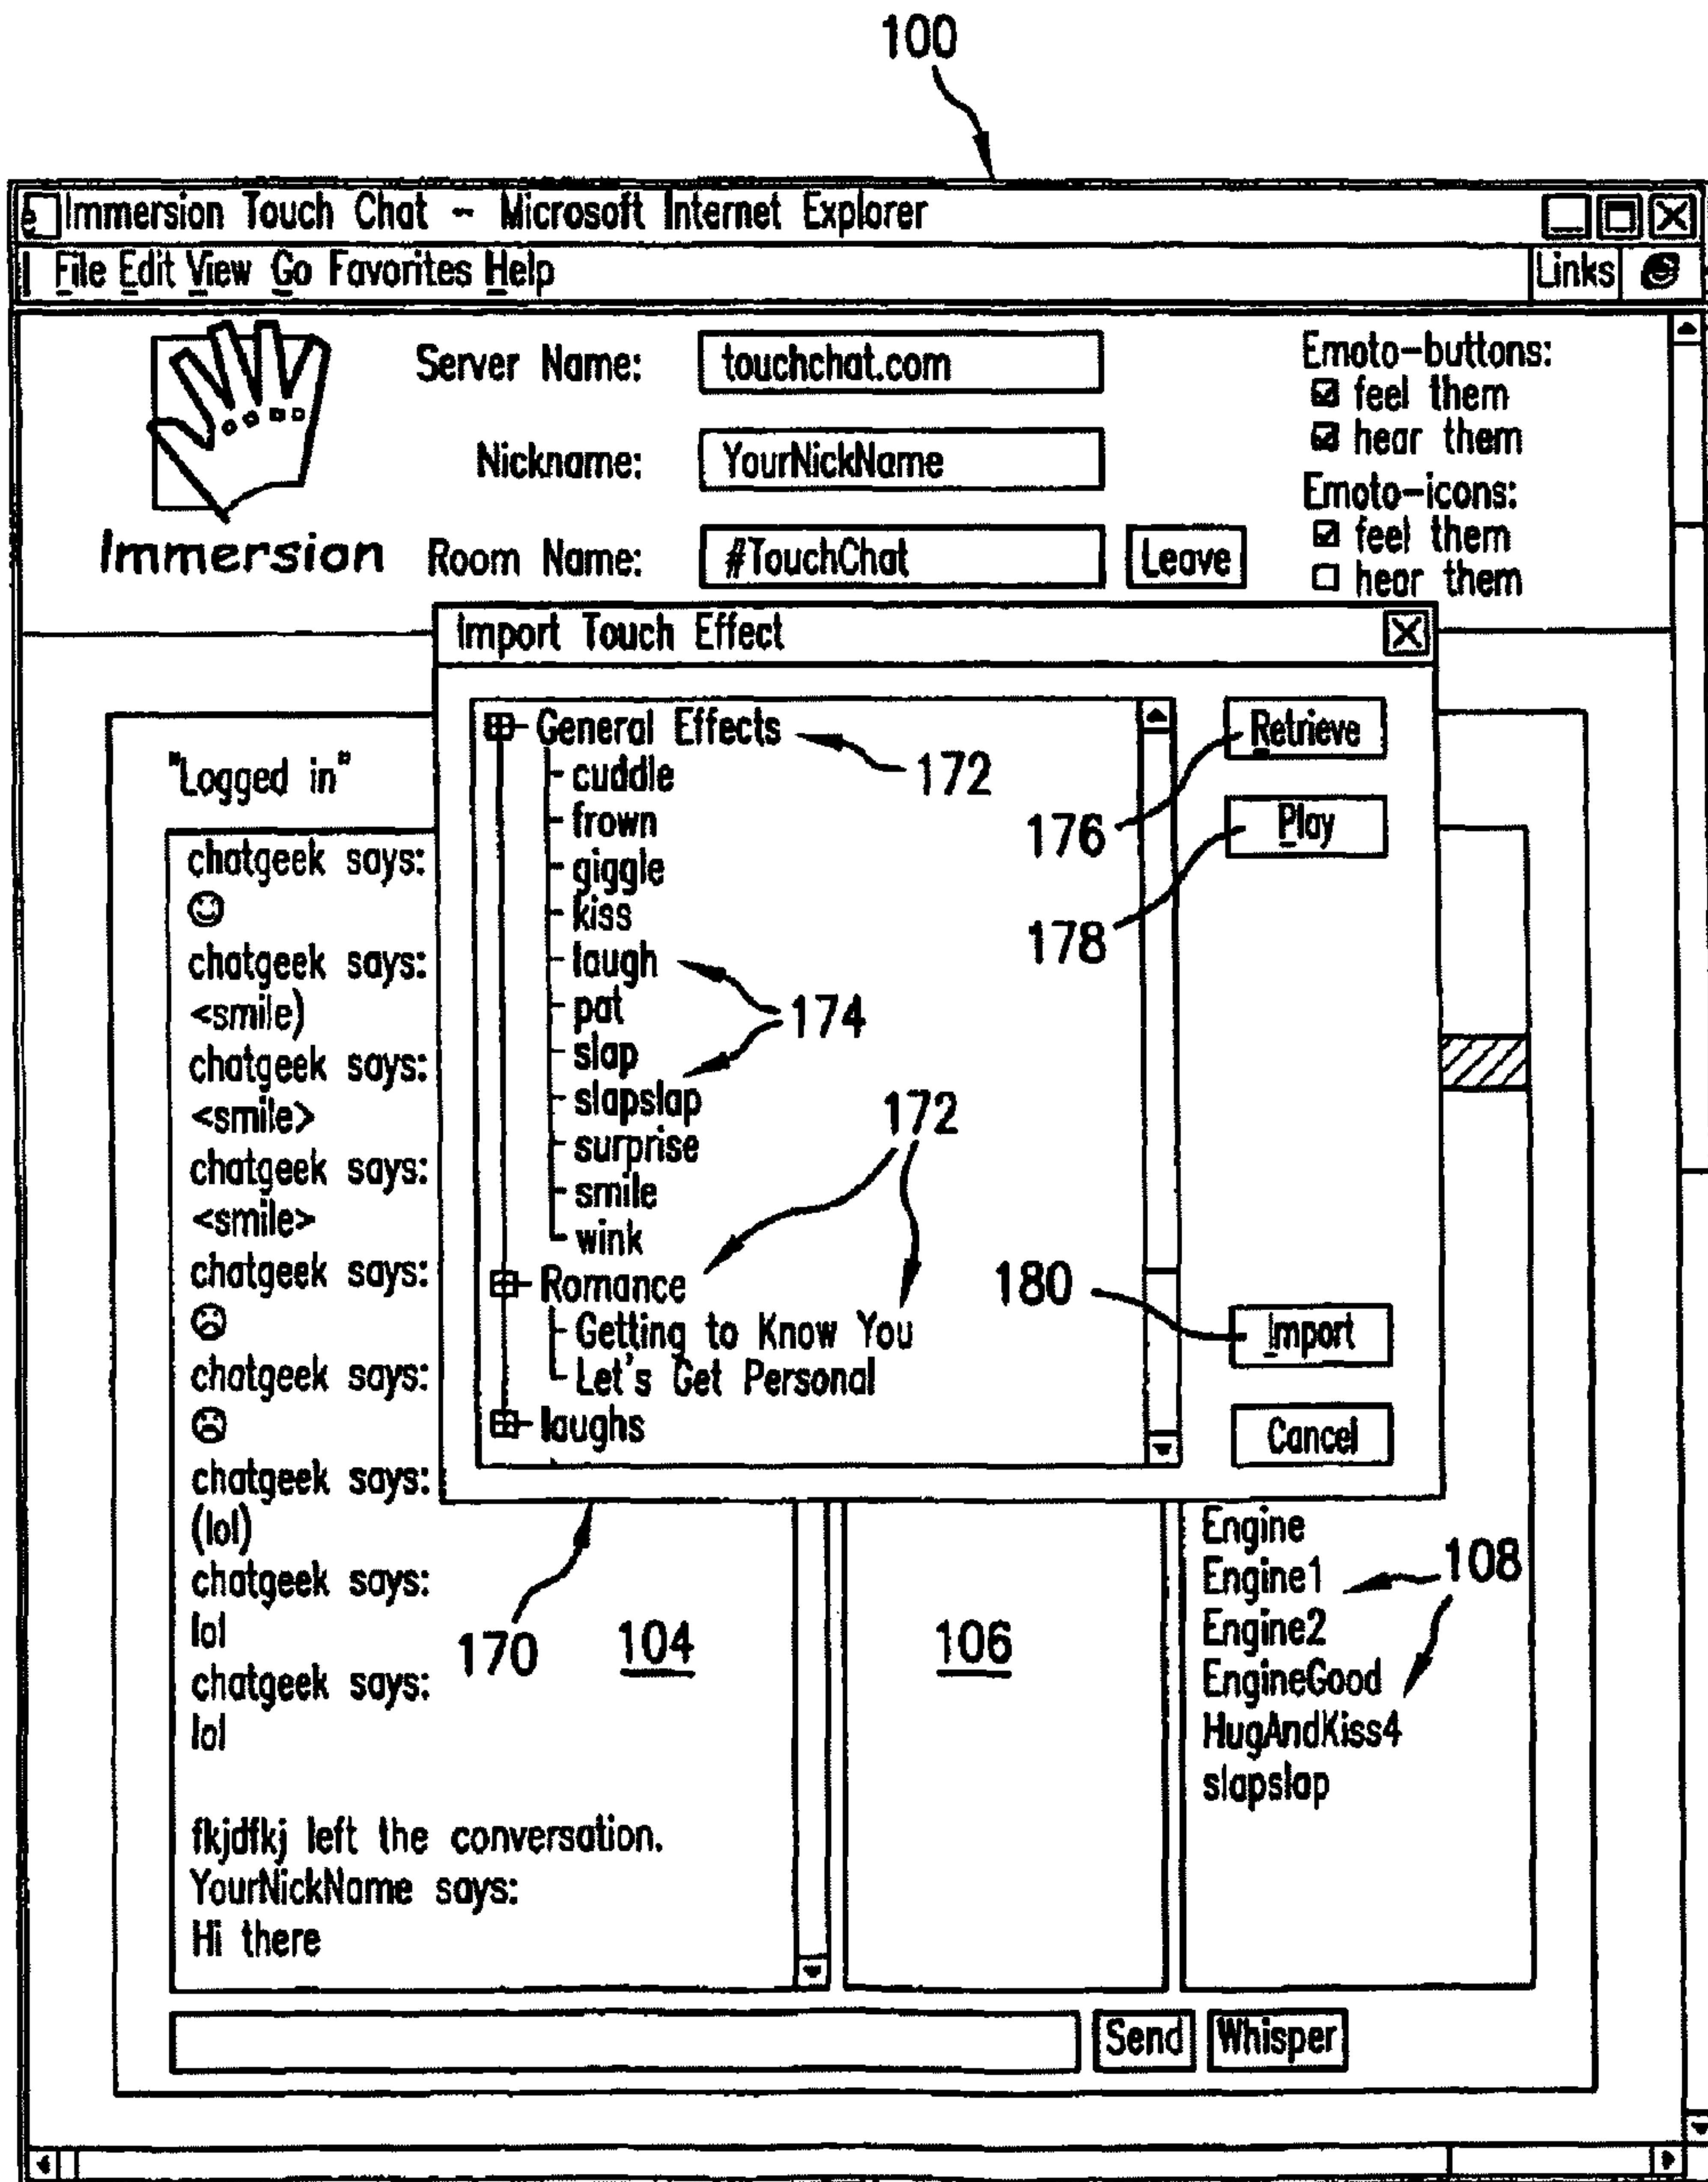 100
Immersion Touch Chat - Microsoft Internet Explorer
File Edit View Go Favorites Help
Links
Server Name:
touchchat.com
Nickname:
YourNickName
Immersion
Room Name:
#TouchChat
Leave
Emoto-buttons:
feel them
hear them
Emoto-icons:
feel them
hear them
"Logged in"
chatgeek says:
☺
chatgeek says:
<smile)
chatgeek says:
<smile>
chatgeek says:
<smile>
chatgeek says:
☹
chatgeek says:
☹
chatgeek says:
(lol)
chatgeek says:
lol
chatgeek says:
lol
fkjdfkj left the conversation.
YourNickName says:
Hi there
Import Touch Effect
General Effects
172
cuddle
frown
giggle
kiss
laugh
pat
174
slap
slapslap
172
surprise
smile
wink
Romance
Getting to Know You
Let's Get Personal
laughs
Retrieve
176
Play
178
180
Import
Cancel
170
104
106
Engine
Engine1
108
Engine2
EngineGood
HugAndKiss4
slapslap
Send
Whisper